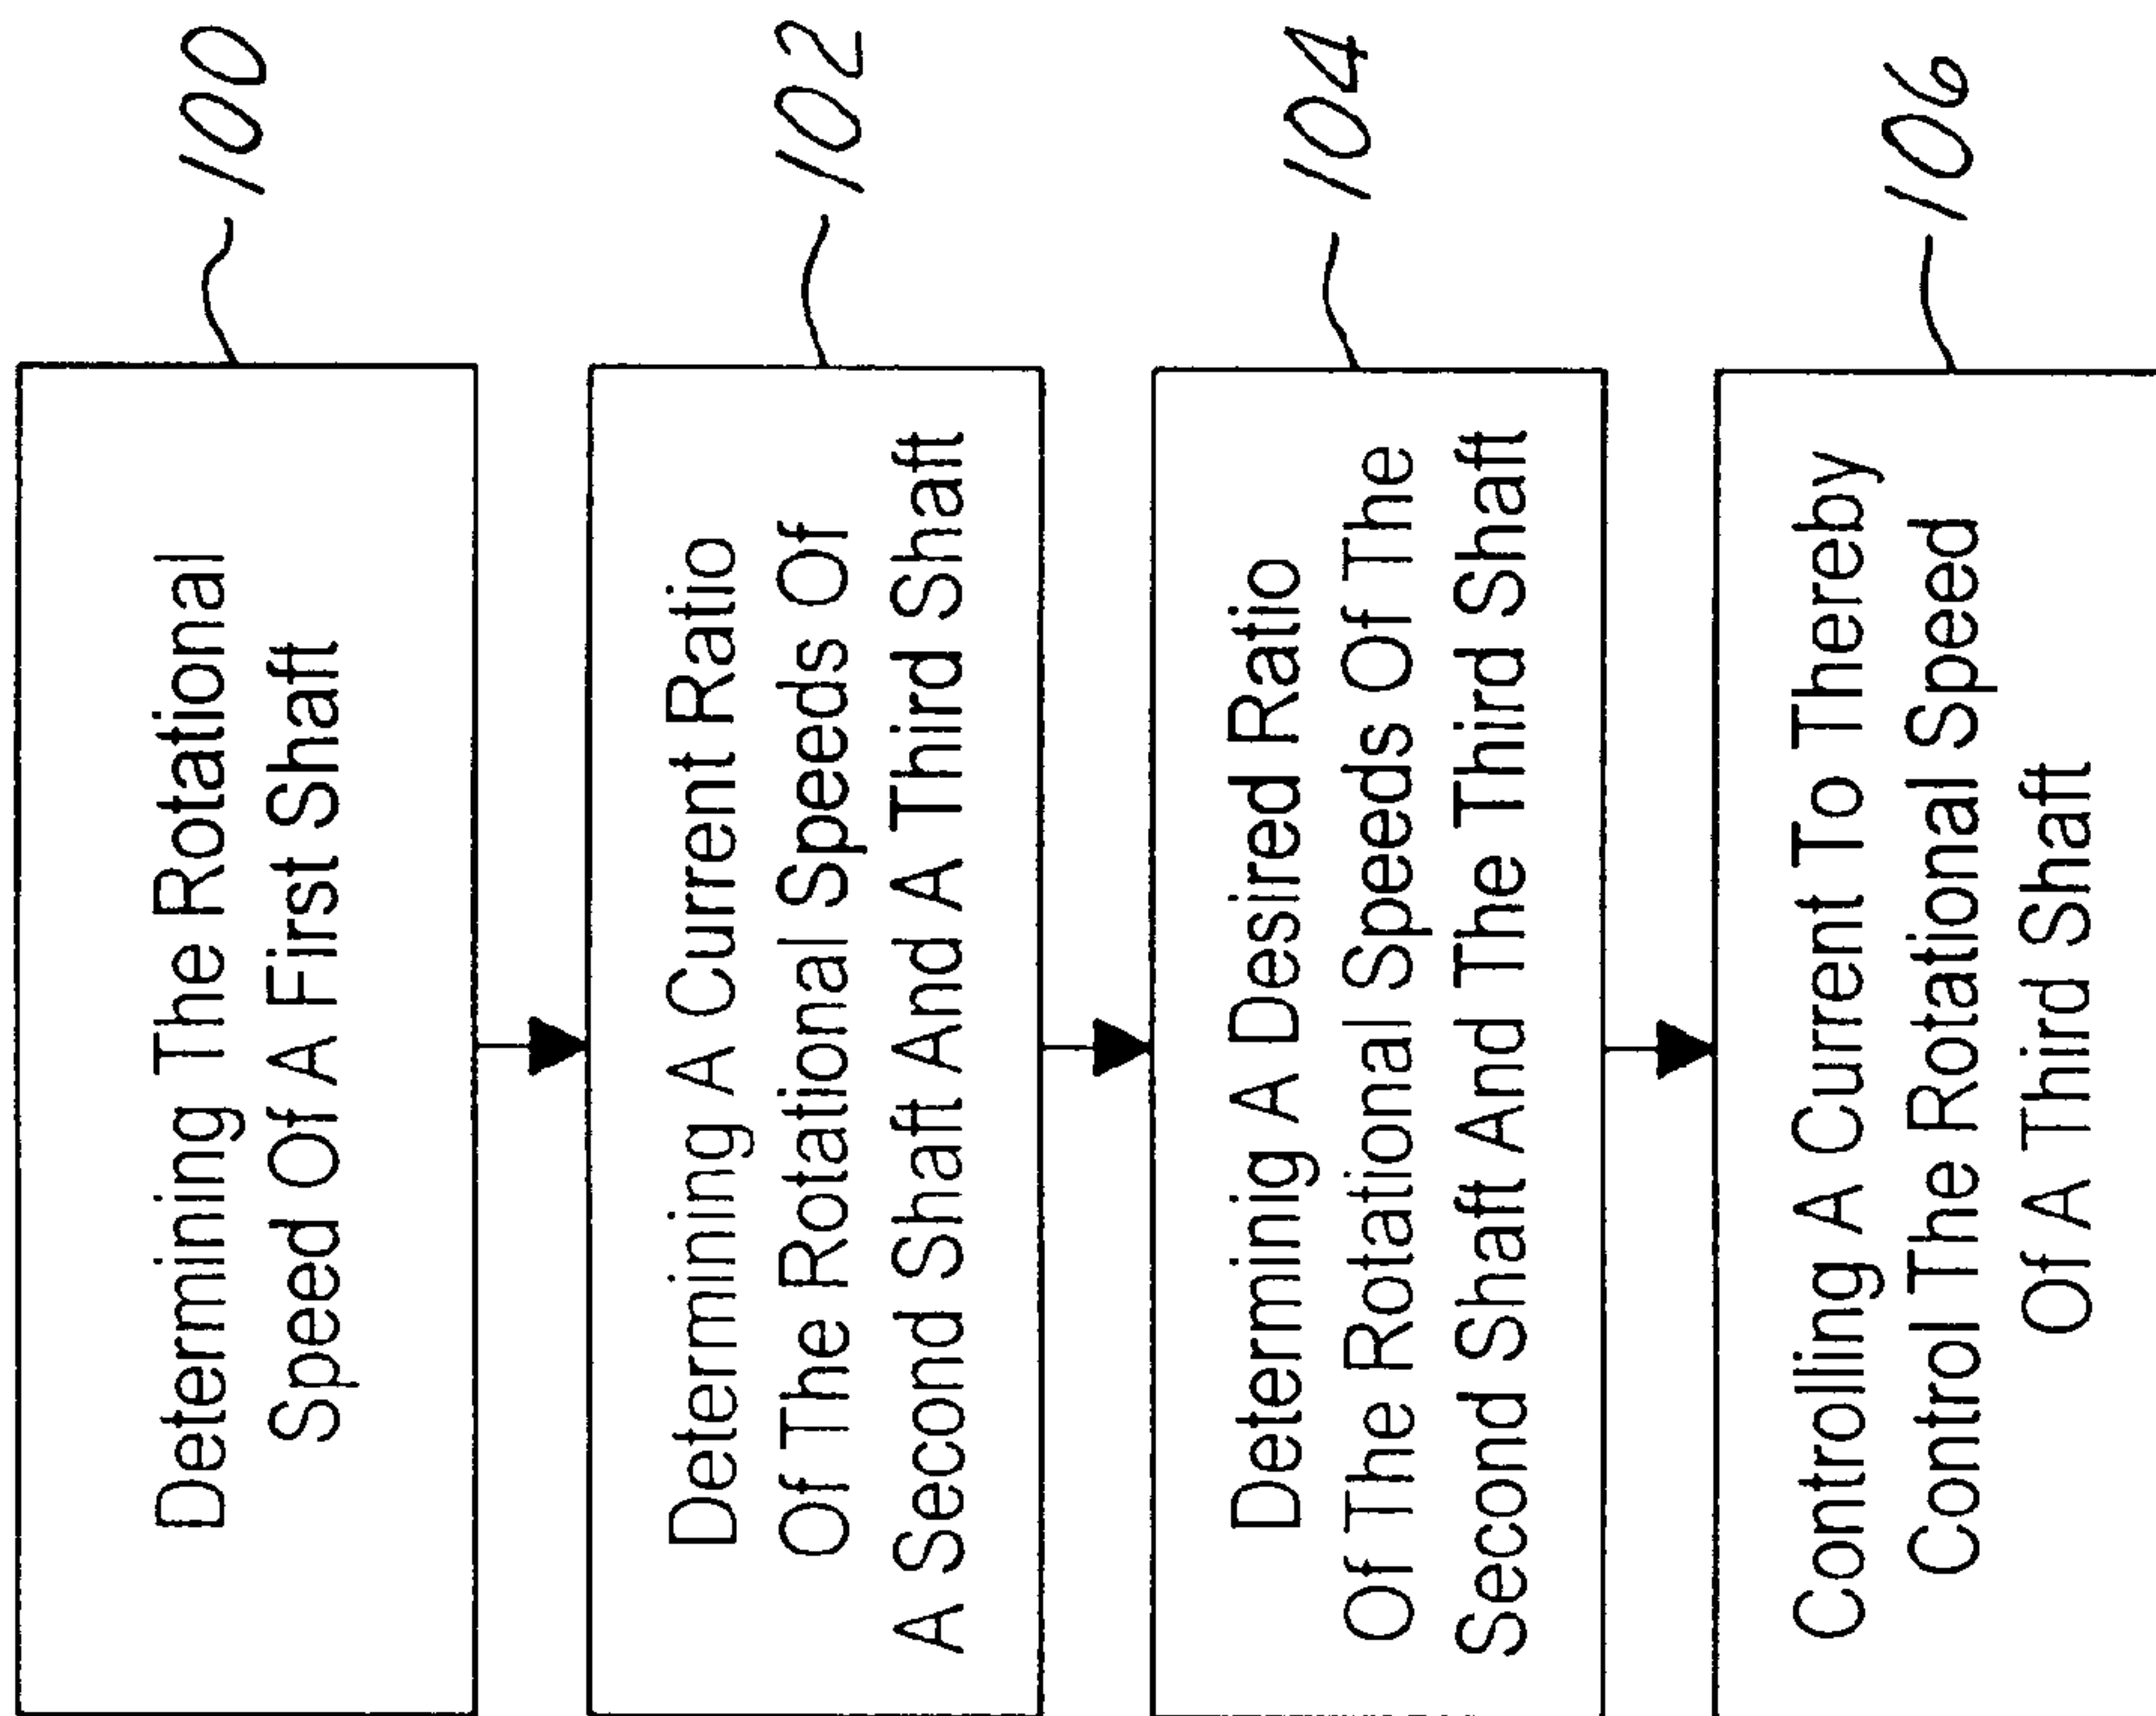 Determining The Rotational
Speed Of A First Shaft
100
Determining A Current Ratio
Of The Rotational Speeds Of
A Second Shaft And A Third Shaft
102
Determinig A Desired Ratio
Of The Rotational Speeds Of The
Second Shaft And The Third Shaft
104
Controlling A Current To Thereby
Control The Rotational Speed
Of A Third Shaft
106